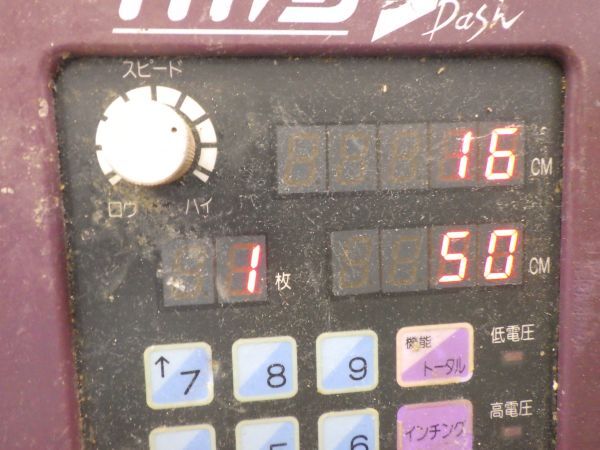 Dash
スピード
16 CM
ロウ ハイ
1 枚 50 CM
低電圧
↑7 8 9 機能 トータル
高電圧
5 6 インチング